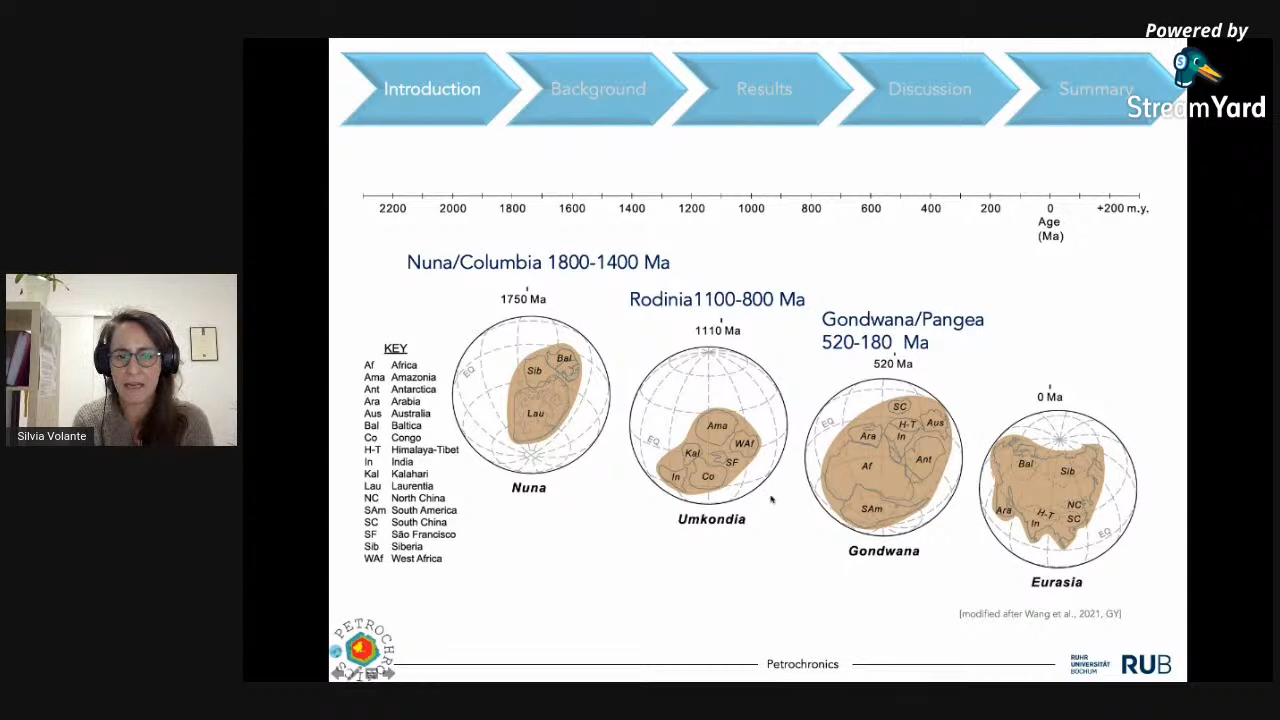 Powered by
StreamYard
Introduction
Background
Results
Discussion
Summary
2200 2000 1800 1600 1400 1200 1000 800 600 400 200 0 +200 m.y.
Age
(Ma)
Nuna/Columbia 1800-1400 Ma
1750 Ma
Rodinia1100-800 Ma
1110 Ma
Gondwana/Pangea
520-180 Ma
520 Ma
0 Ma
KEY
Af Africa
Ama Amazonia
Ant Antarctica
Ara Arabia
Aus Australia
Bal Baltica
Co Congo
H-T Himalaya-Tibet
In India
Kal Kalahari
Lau Laurentia
NC North China
SAm South America
SC South China
SF São Francisco
Sib Siberia
WAf West Africa
EQ
Bal
Sib
Lau
Nuna
EQ
Ama
WAf
Kal
SF
In
Co
Umkondia
EQ
SC
H-T
Aus
Ara
In
Af
Ant
SAm
Gondwana
Bal
Sib
Ara
H-T
NC
In
SC
EQ
Eurasia
[modified after Wang et al., 2021, GY]
Silvia Volante
PETROCHR
Petrochronics
RUHR
UNIVERSITÄT
BOCHUM
RUB